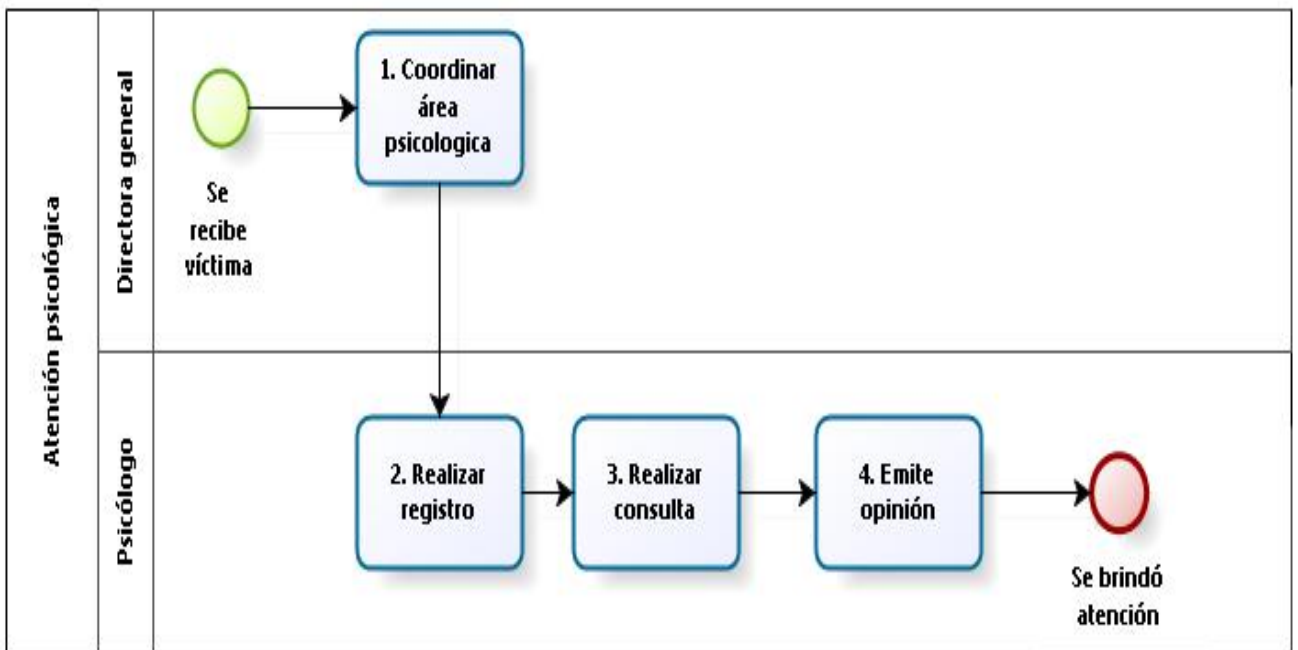 Atención psicológica
Directora general
Se
recibe
víctima
1. Coordinar
área
psicologica
Psicólogo
2. Realizar
registro
3. Realizar
consulta
4. Emite
opinión
Se brindó
atención